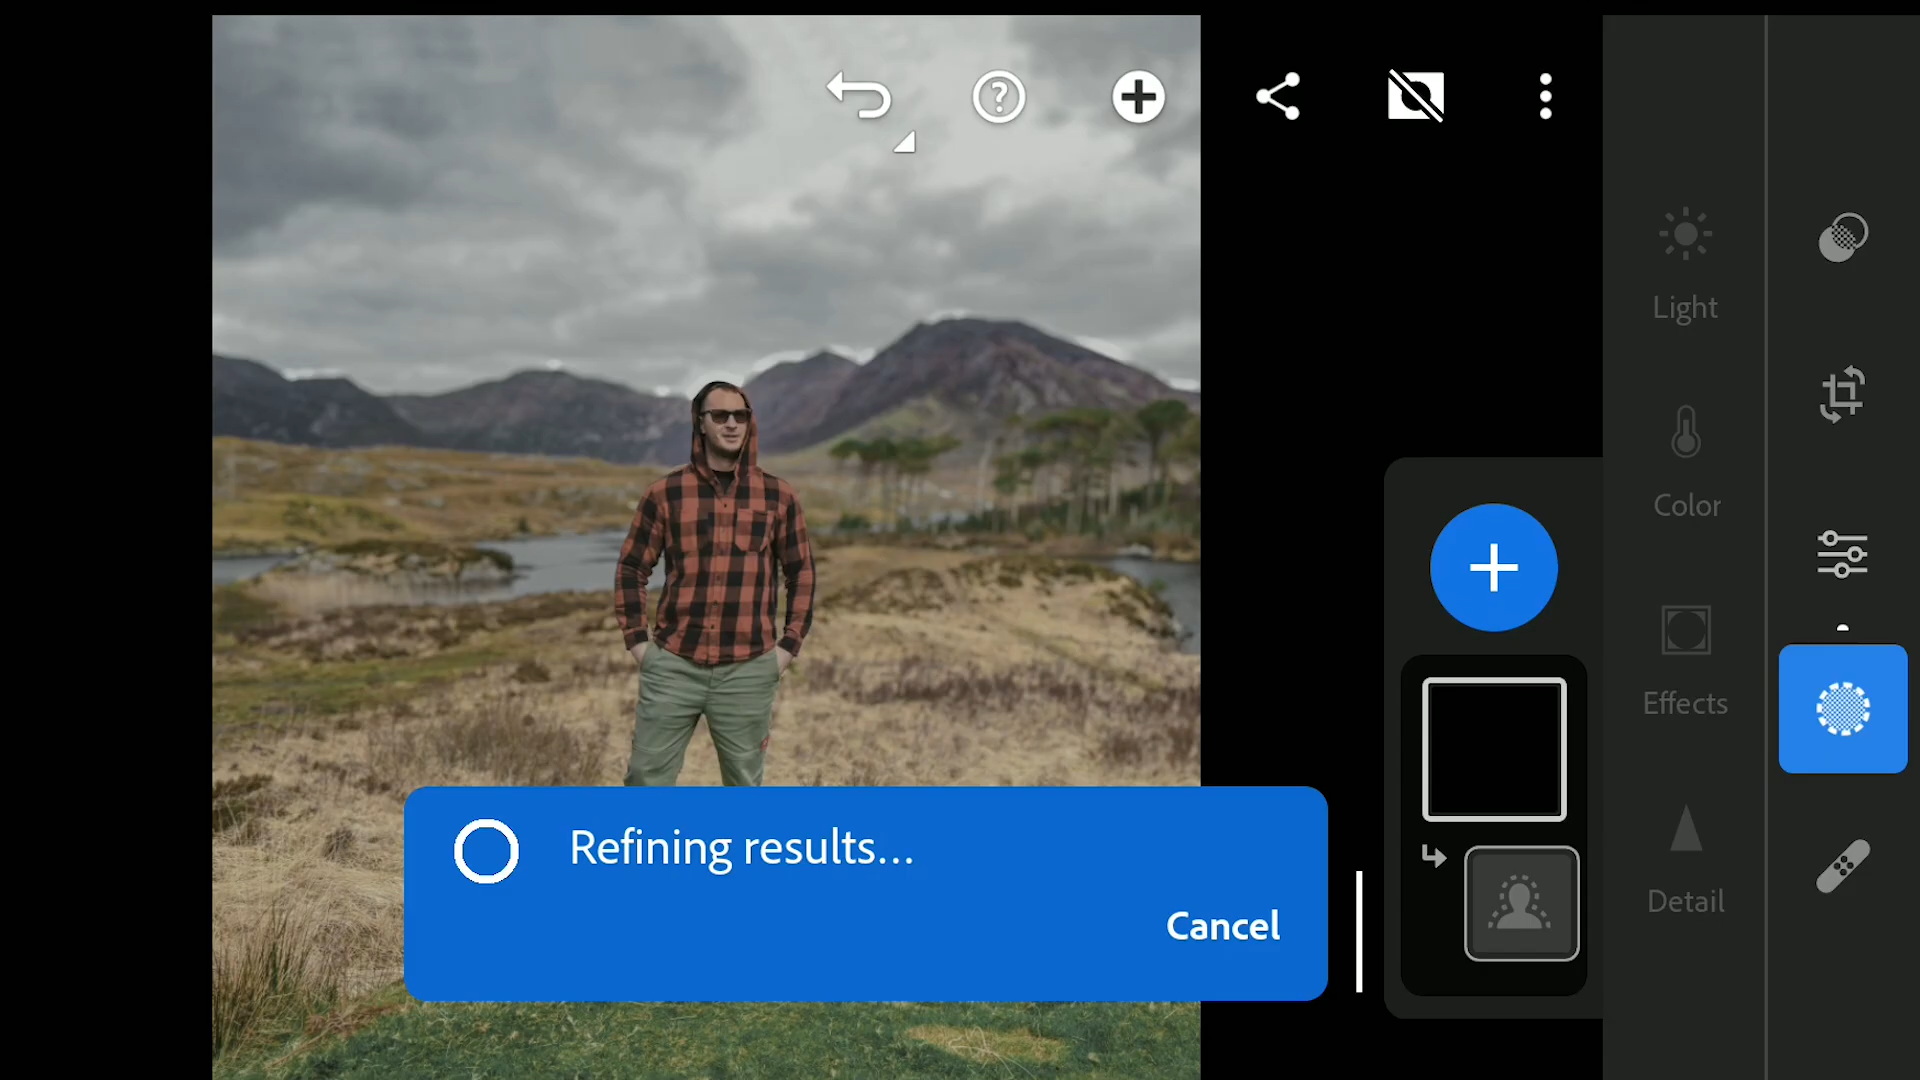 Light
Color
Effects
Detail
Refining results...
Cancel